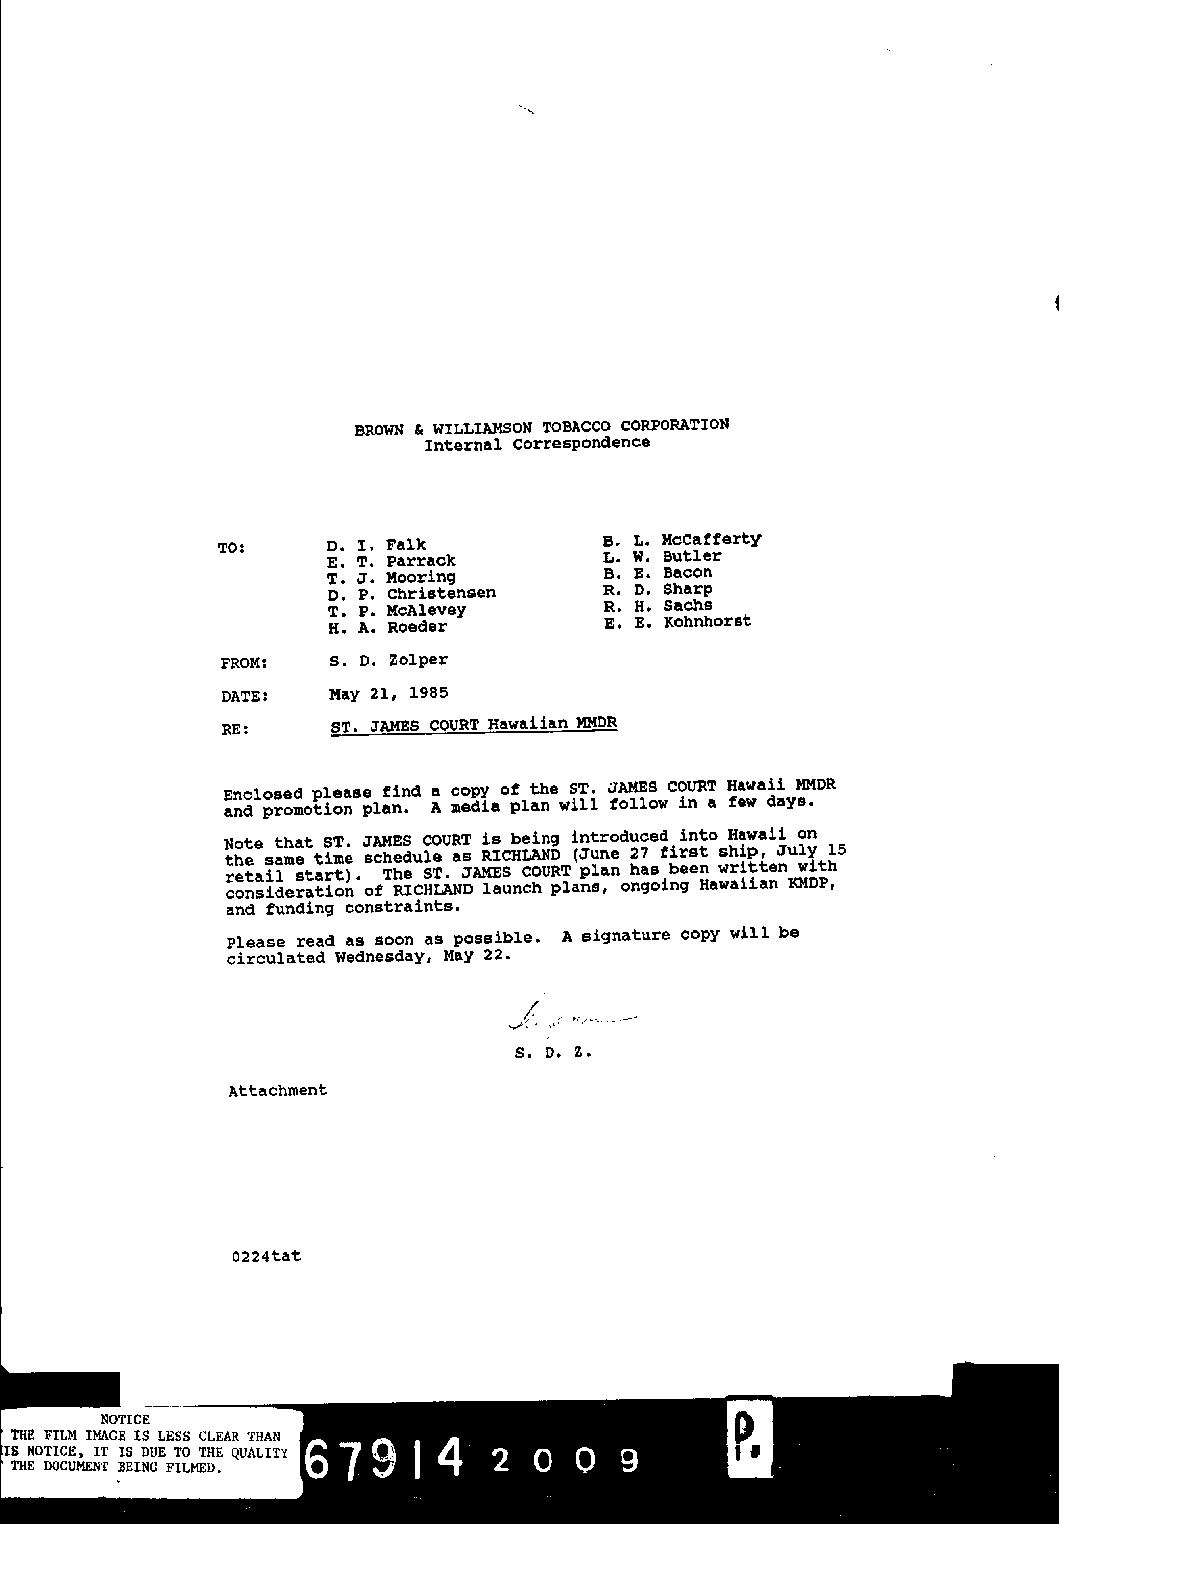 BROWN & WILLIAMSON TOBACCO CORPORATION
Internal Correspondence
TO: D. I. Falk B. L. McCafferty
E. T. Parrack L. W. Butler
T. J. Mooring B. E. Bacon
D. P. Christensen R. D. Sharp
T. P. McAlevey R. H. Sachs
H. A. Roeder E. E. Kohnhorst
FROM: S. D. Zolper
DATE: May 21, 1985
RE: ST. JAMES COURT Hawaiian MMDR
Enclosed please find a copy of the ST. JAMES COURT Hawaii MMDR
and promotion plan. A media plan will follow in a few days.
Note that ST. JAMES COURT is being introduced into Hawaii on
the same time schedule as RICHLAND (June 27 first ship, July 15
retail start). The ST. JAMES COURT plan has been written with
consideration of RICHLAND launch plans, ongoing Hawaiian KMDP,
and funding constraints.
Please read as soon as possible. A signature copy will be
circulated Wednesday, May 22.
S. D. Z.
Attachment
0224tat
NOTICE
THE FILM IMAGE IS LESS CLEAR THAN
IS NOTICE, IT IS DUE TO THE QUALITY
THE DOCUMENT BEING FILMED.
67914 2009 P.